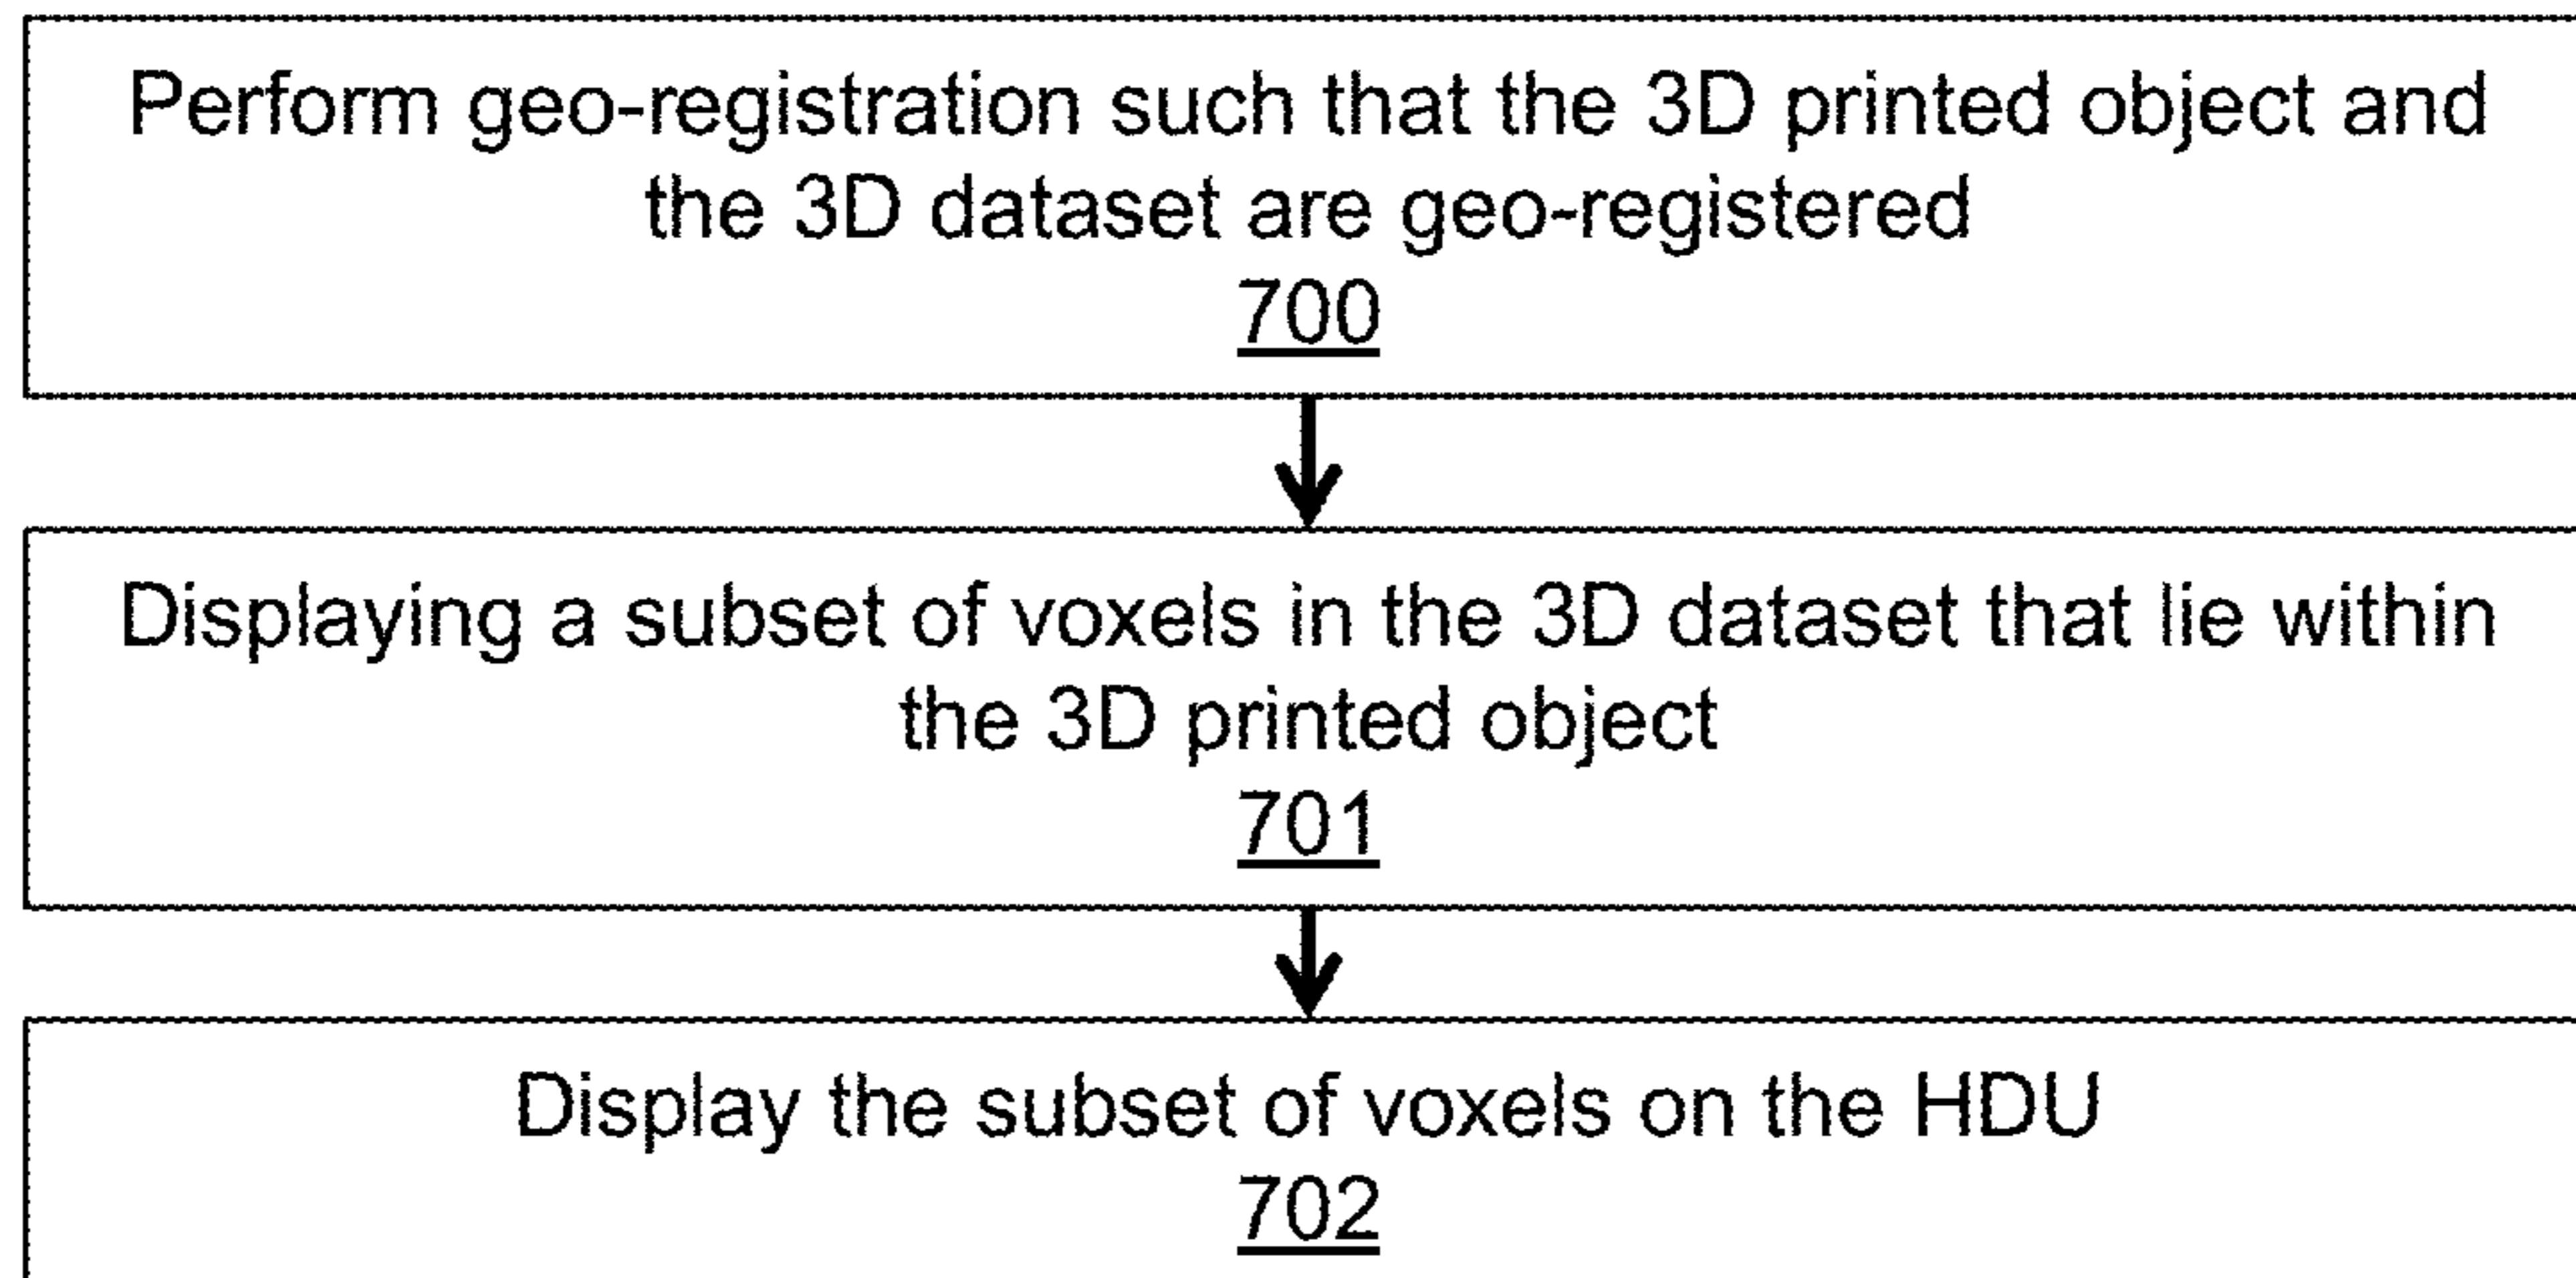 Perform geo-registration such that the 3D printed object and
the 3D dataset are geo-registered
700
Displaying a subset of voxels in the 3D dataset that lie within
the 3D printed object
701
Display the subset of voxels on the HDU
702